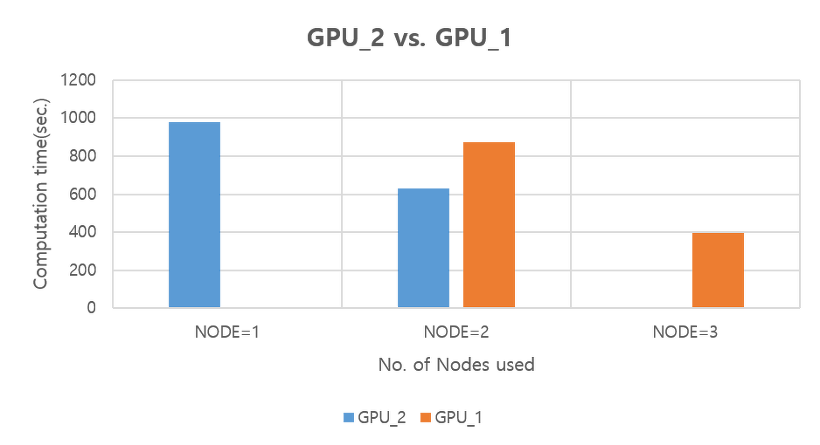 GPU_2 vs. GPU_1
Computation time(sec.)
1200
1000
800
600
400
200
0
NODE=1 NODE=2 NODE=3
No. of Nodes used
GPU_2 GPU_1